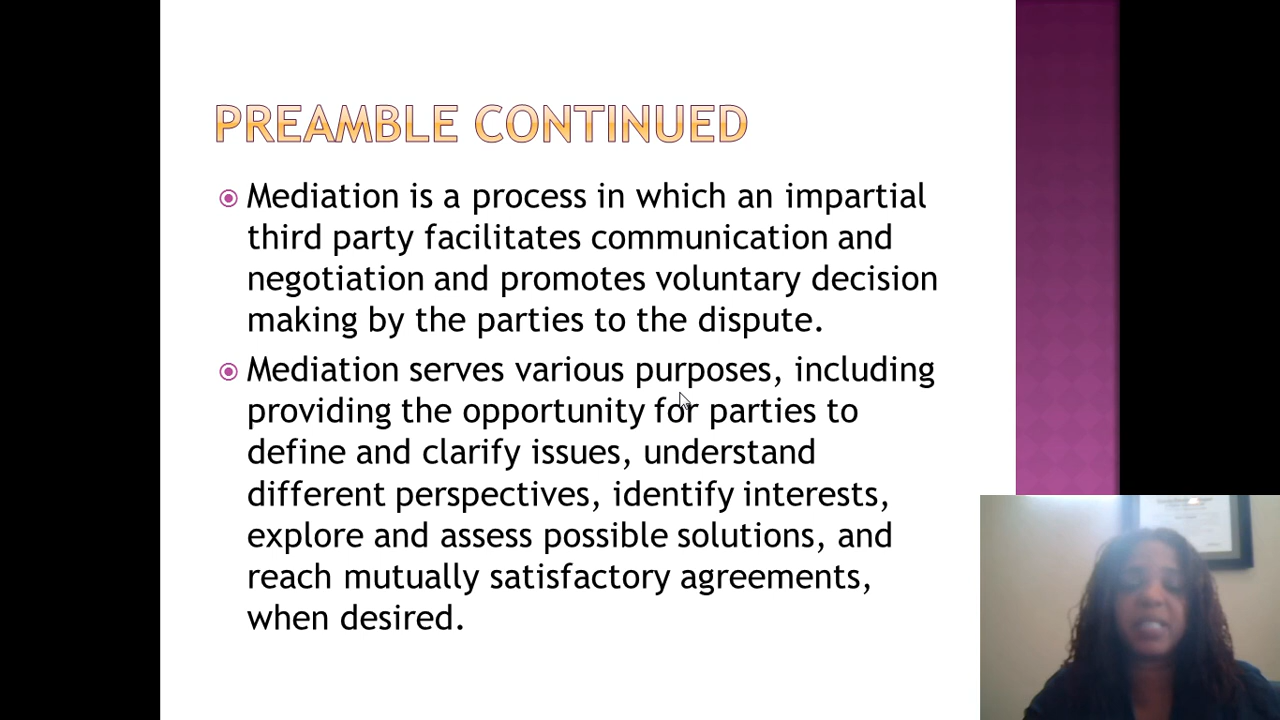 PREAMBLE CONTINUED
Mediation is a process in which an impartial
third party facilitates communication and
negotiation and promotes voluntary decision
making by the parties to the dispute.
Mediation serves various purposes, including
providing the opportunity for parties to
define and clarify issues, understand
different perspectives, identify interests,
explore and assess possible solutions, and
reach mutually satisfactory agreements,
when desired.